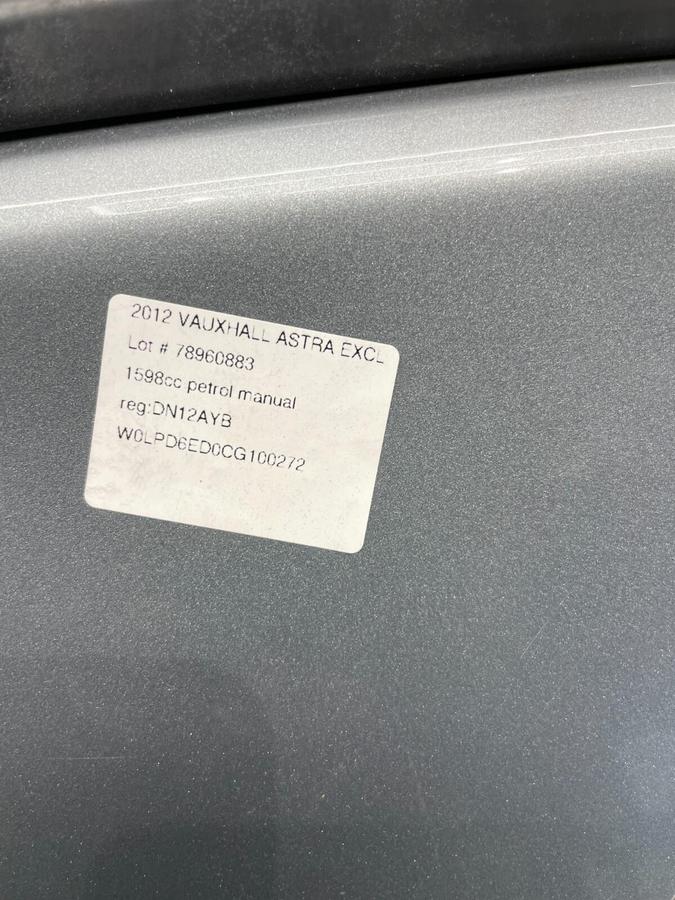 2012 VAUXHALL ASTRA EXCL
Lot # 78960883
1598cc petrol manual
reg:DN12AYB
W0LPD6ED0CG100272